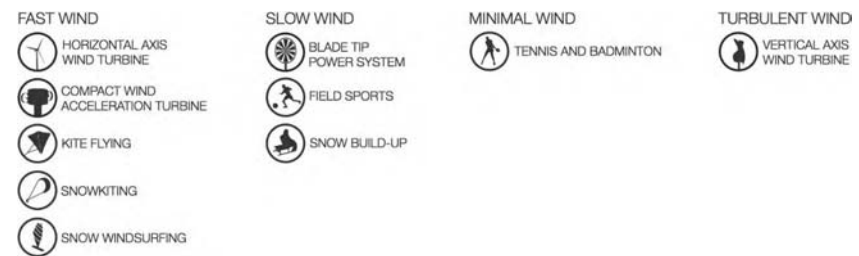 FAST WIND
HORIZONTAL AXIS
WIND TURBINE
COMPACT WIND
ACCELERATION TURBINE
KITE FLYING
SNOWKITING
SNOW WINDSURFING
SLOW WIND
BLADE TIP
POWER SYSTEM
FIELD SPORTS
SNOW BUILD-UP
MINIMAL WIND
TENNIS AND BADMINTON
TURBULENT WIND
VERTICAL AXIS
WIND TURBINE